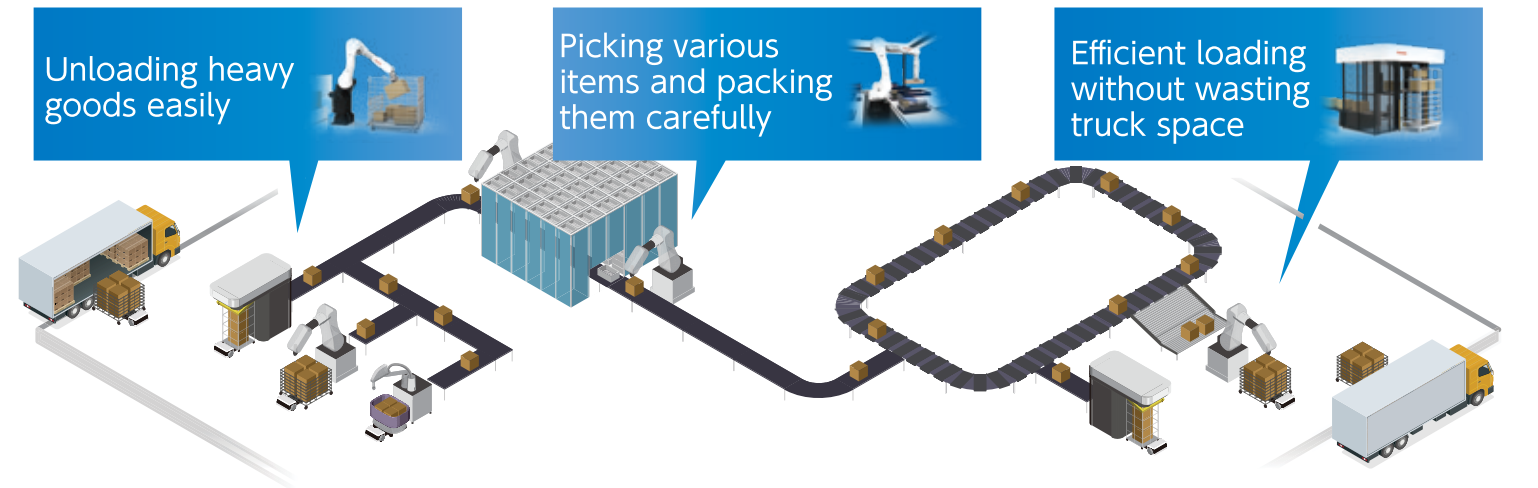 Unloading heavy
goods easily
Picking various
items and packing
them carefully
Efficient loading
without wasting
truck space